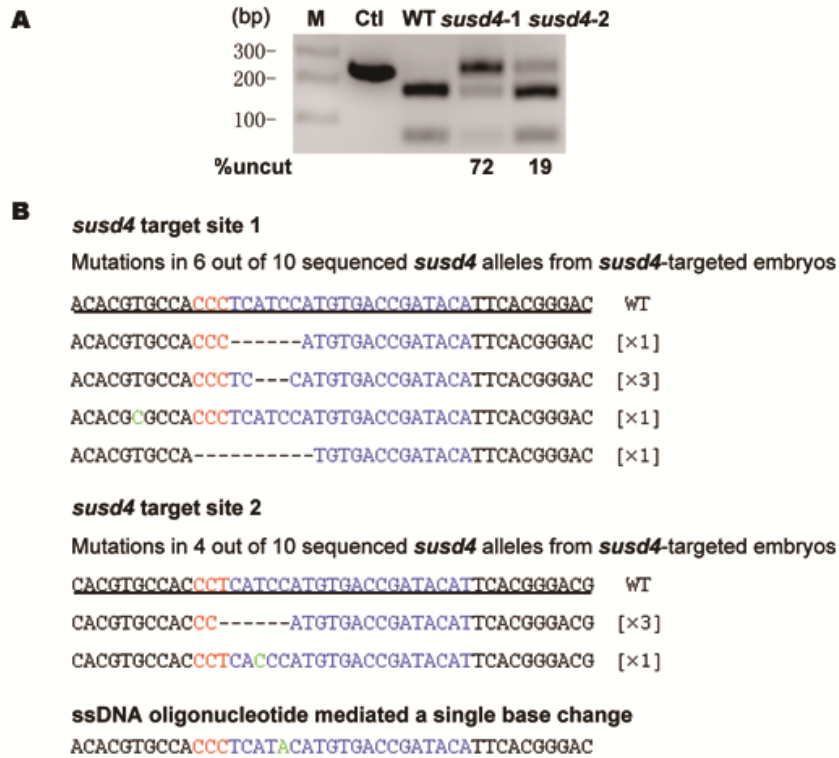 A
(bp) M Ctl WT susd4-1 susd4-2
300-
200-
100-
%uncut 72 19
B
susd4 target site 1
Mutations in 6 out of 10 sequenced susd4 alleles from susd4-targeted embryos
ACACGTGCCACCCTCATCCATGTGACCGATACATTCACGGGAC WT
ACACGTGCCACCC------ATGTGACCGATACATTCACGGGAC [×1]
ACACGTGCCACCCTC---CATGTGACCGATACATTCACGGGAC [×3]
ACACGCGCCACCCTCATCCATGTGACCGATACATTCACGGGAC [×1]
ACACGTGCCA----------TGTGACCGATACATTCACGGGAC [×1]
susd4 target site 2
Mutations in 4 out of 10 sequenced susd4 alleles from susd4-targeted embryos
CACGTGCCACCCTCATCCATGTGACCGATACATTCACGGGACG WT
CACGTGCCACCC------ATGTGACCGATACATTCACGGGACG [×3]
CACGTGCCACCCTCACCCATGTGACCGATACATTCACGGGACG [×1]
ssDNA oligonucleotide mediated a single base change
ACACGTGCCACCCTCATACATGTGACCGATACATTCACGGGAC